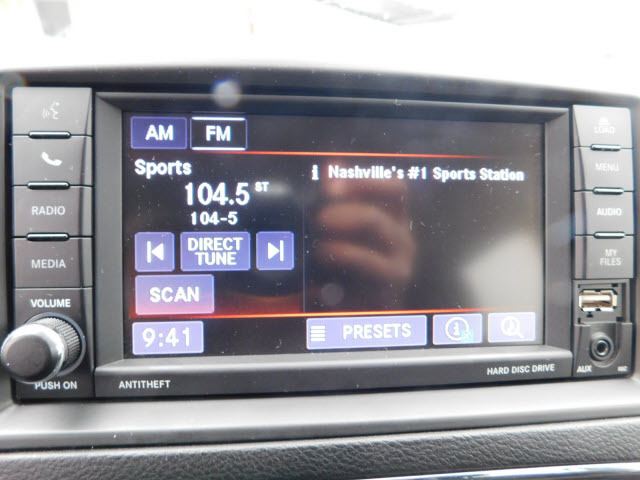 AM FM
Sports
i Nashville's #1 Sports Station
104.5 ST
104-5
DIRECT
TUNE
SCAN
9:41
PRESETS
RADIO
MEDIA
VOLUME
PUSH ON
ANTITHEFT
HARD DISC DRIVE
LOAD
MENU
AUDIO
MY
FILES
AUX
REC